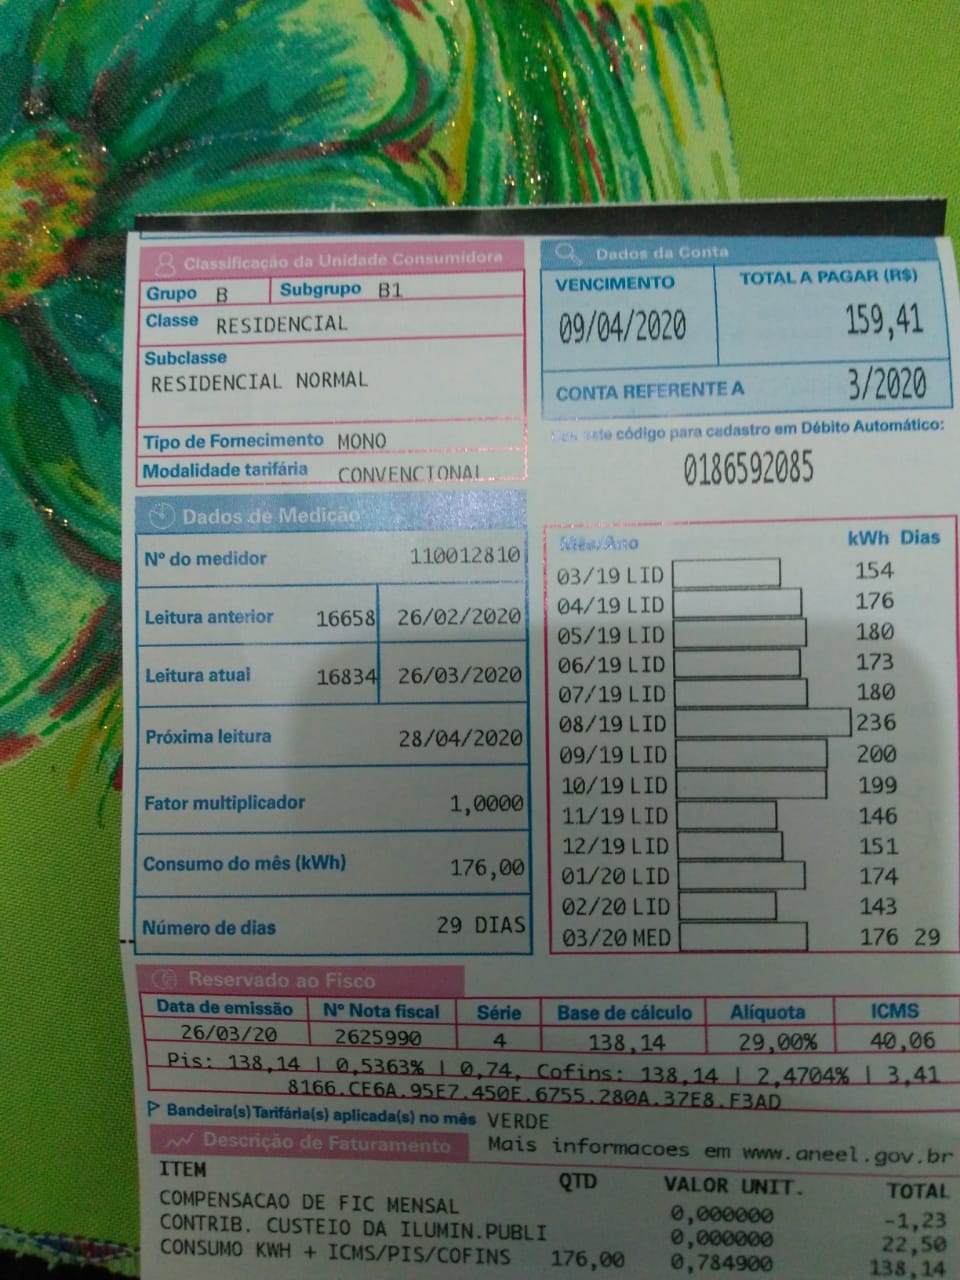 Classificação da Unidade Consumidora
Grupo B Subgrupo B1
Classe RESIDENCIAL
Subclasse
RESIDENCIAL NORMAL
Tipo de Fornecimento MONO
Modalidade tarifária CONVENCIONAL
Dados da Conta
VENCIMENTO TOTAL A PAGAR (R$)
09/04/2020 159,41
CONTA REFERENTE A 3/2020
este código para cadastro em Débito Automático:
0186592085
Dados de Medição
Nº do medidor 110012810
Leitura anterior 16658 26/02/2020
Leitura atual 16834 26/03/2020
Próxima leitura 28/04/2020
Fator multiplicador 1,0000
Consumo do mês (kWh) 176,00
Número de dias 29 DIAS
Mês/Ano kWh Dias
03/19 LID 154
04/19 LID 176
05/19 LID 180
06/19 LID 173
07/19 LID 180
08/19 LID 236
09/19 LID 200
10/19 LID 199
11/19 LID 146
12/19 LID 151
01/20 LID 174
02/20 LID 143
03/20 MED 176 29
Reservado ao Fisco
Data de emissão Nº Nota fiscal Série Base de cálculo Alíquota ICMS
26/03/20 2625990 4 138,14 29,00% 40,06
Pis: 138,14 | 0,5363% | 0,74, Cofins: 138,14 | 2,4704% | 3,41
8166.CE6A.95E7.450E.6755.280A.37E8.F3AD
Bandeira(s) Tarifária(s) aplicada(s) no mês VERDE
Descrição de Faturamento Mais informacoes em www.aneel.gov.br
ITEM QTD VALOR UNIT. TOTAL
COMPENSACAO DE FIC MENSAL 0,000000 -1,23
CONTRIB. CUSTEIO DA ILUMIN.PUBLI 0,000000 22,50
CONSUMO KWH + ICMS/PIS/COFINS 176,00 0,784900 138,14